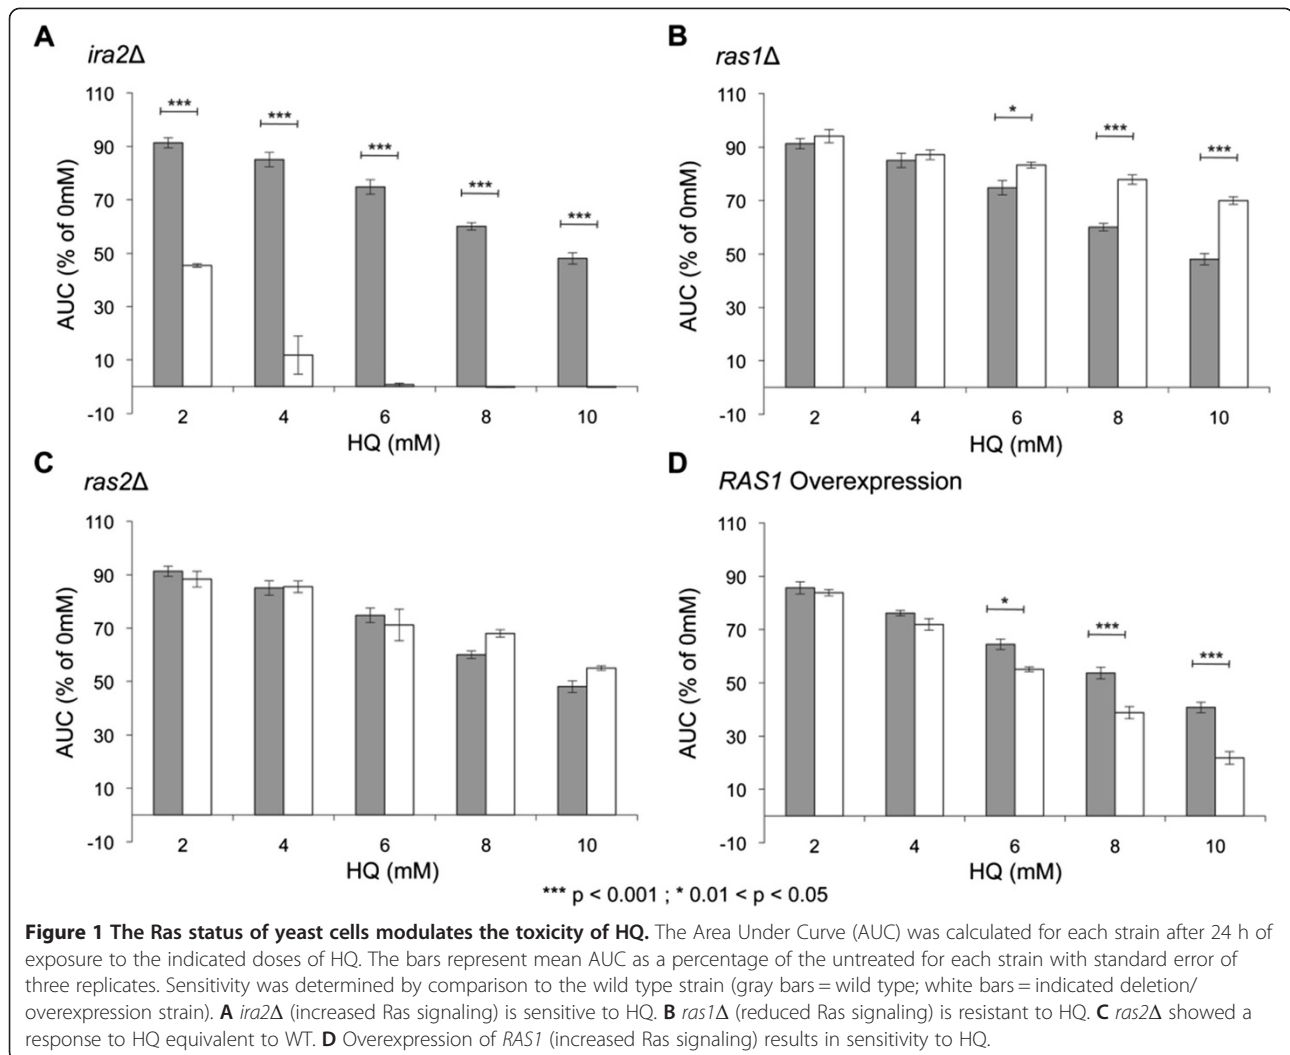 A
ira2Δ
110
90
70
50
30
10
-10
AUC (% of 0mM)
***
***
***
***
***
2 4 6 8 10
HQ (mM)
B
ras1Δ
110
90
70
50
30
10
-10
AUC (% of 0mM)
*
***
***
2 4 6 8 10
HQ (mM)
C
ras2Δ
110
90
70
50
30
10
-10
AUC (% of 0mM)
2 4 6 8 10
HQ (mM)
D
RAS1 Overexpression
110
90
70
50
30
10
-10
AUC (% of 0mM)
*
***
***
2 4 6 8 10
HQ (mM)
*** p < 0.001 ; * 0.01 < p < 0.05
Figure 1 The Ras status of yeast cells modulates the toxicity of HQ. The Area Under Curve (AUC) was calculated for each strain after 24 h of
exposure to the indicated doses of HQ. The bars represent mean AUC as a percentage of the untreated for each strain with standard error of
three replicates. Sensitivity was determined by comparison to the wild type strain (gray bars = wild type; white bars = indicated deletion/
overexpression strain). A ira2Δ (increased Ras signaling) is sensitive to HQ. B ras1Δ (reduced Ras signaling) is resistant to HQ. C ras2Δ showed a
response to HQ equivalent to WT. D Overexpression of RAS1 (increased Ras signaling) results in sensitivity to HQ.